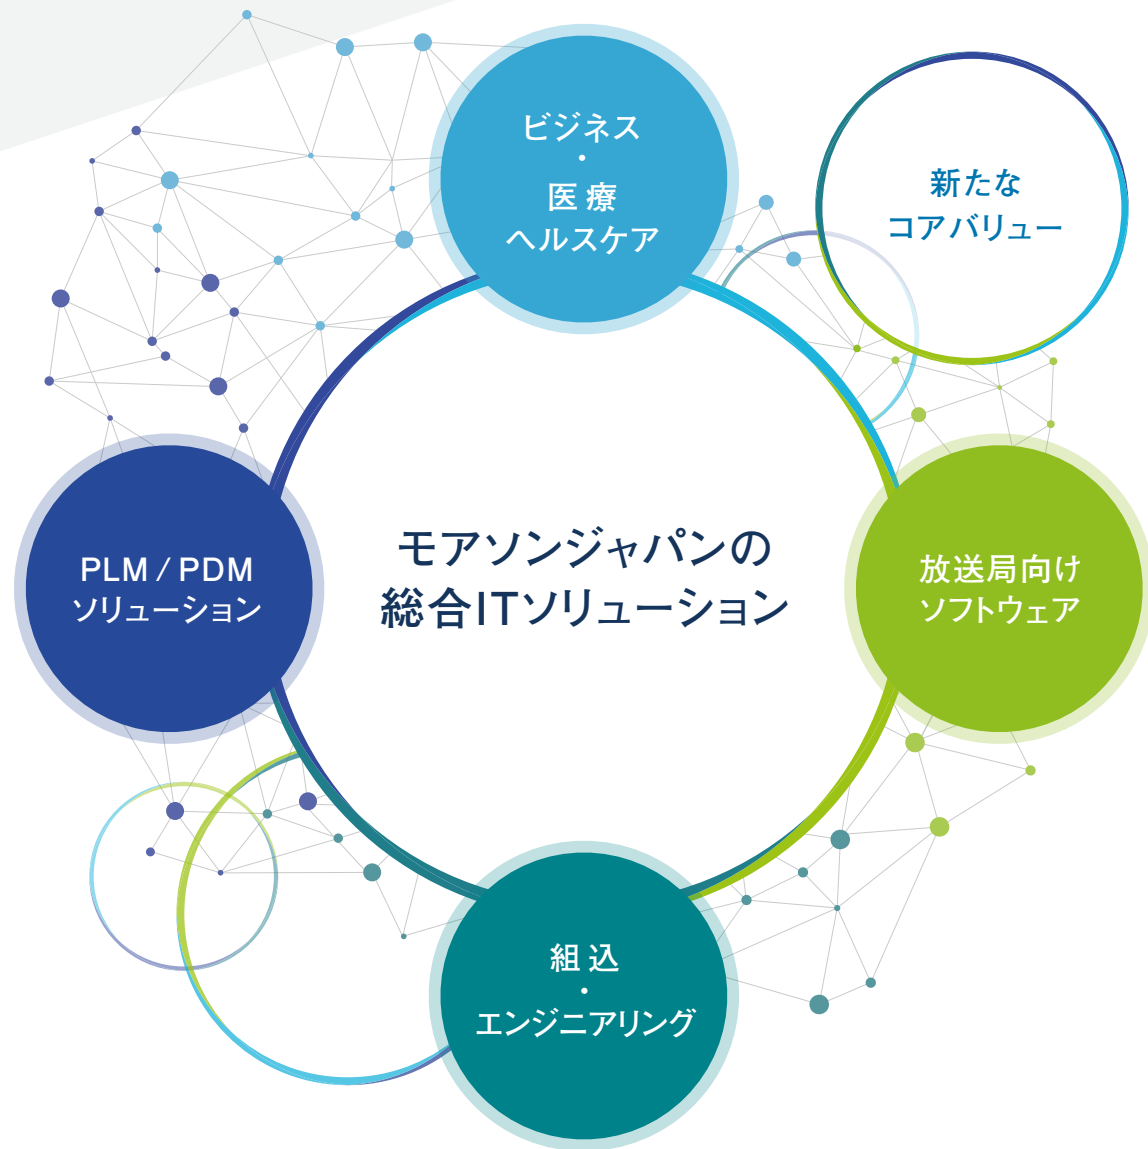 ビジネス
・
医療
ヘルスケア
新たな
コアバリュー
PLM / PDM
ソリューション
モアソンジャパンの
総合ITソリューション
放送局向け
ソフトウェア
組込
・
エンジニアリング